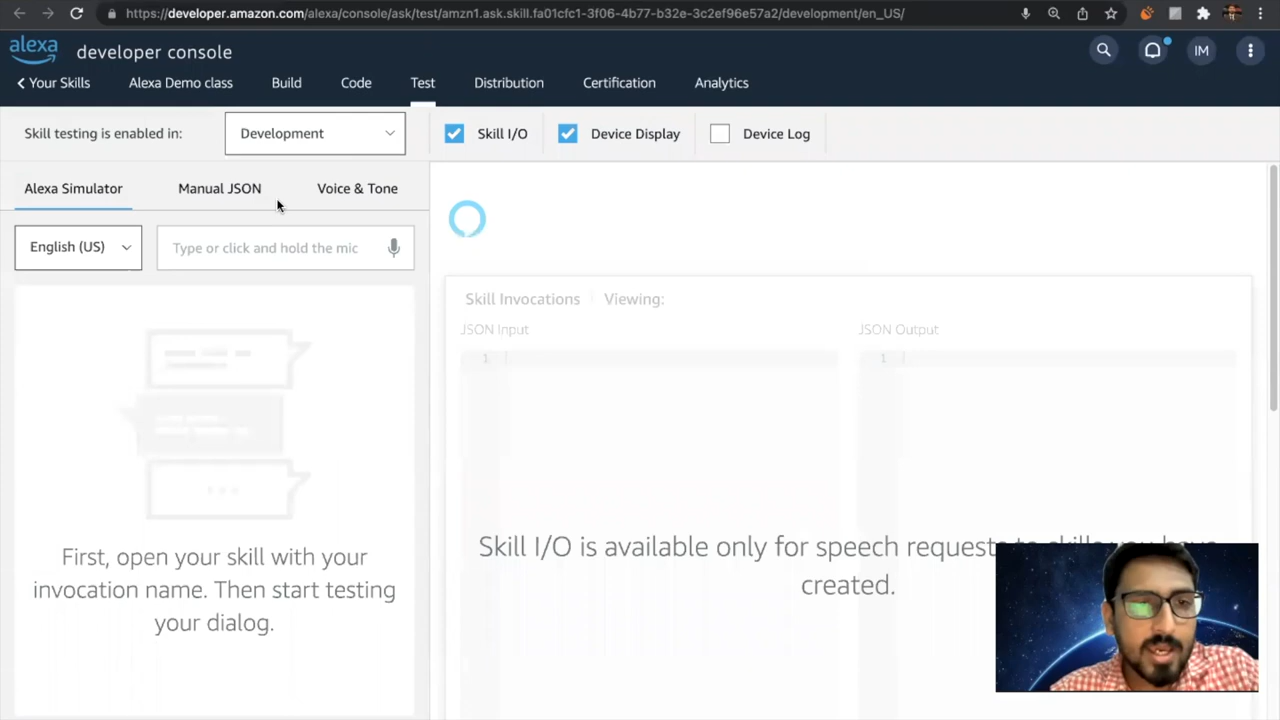 https://developer.amazon.com/alexa/console/ask/test/amzn1.ask.skill.fa01cfc1-3f06-4b77-b32e-3c2ef96e57a2/development/en_US/
alexa developer console
IM
Your Skills Alexa Demo class Build Code Test Distribution Certification Analytics
Skill testing is enabled in: Development Skill I/O Device Display Device Log
Alexa Simulator Manual JSON Voice & Tone
English (US) Type or click and hold the mic
Skill Invocations Viewing:
JSON Input JSON Output
1 1
Skill I/O is available only for speech requests to skills you have
created.
First, open your skill with your
invocation name. Then start testing
your dialog.